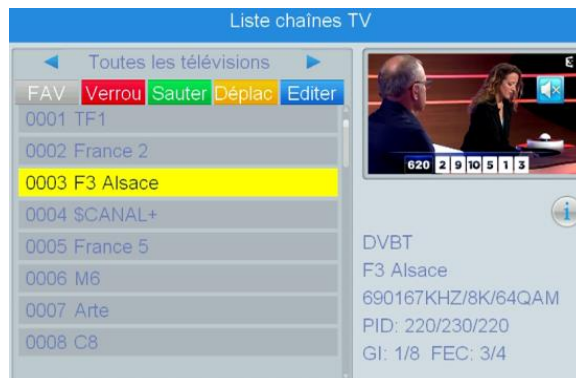 Liste chaînes TV
Toutes les télévisions
FAV Verrou Sauter Déplac Editer
0001 TF1
0002 France 2
0003 F3 Alsace
0004 $CANAL+
0005 France 5
0006 M6
0007 Arte
0008 C8
620 2 9 10 5 1 3
i
DVBT
F3 Alsace
690167KHZ/8K/64QAM
PID: 220/230/220
GI: 1/8 FEC: 3/4